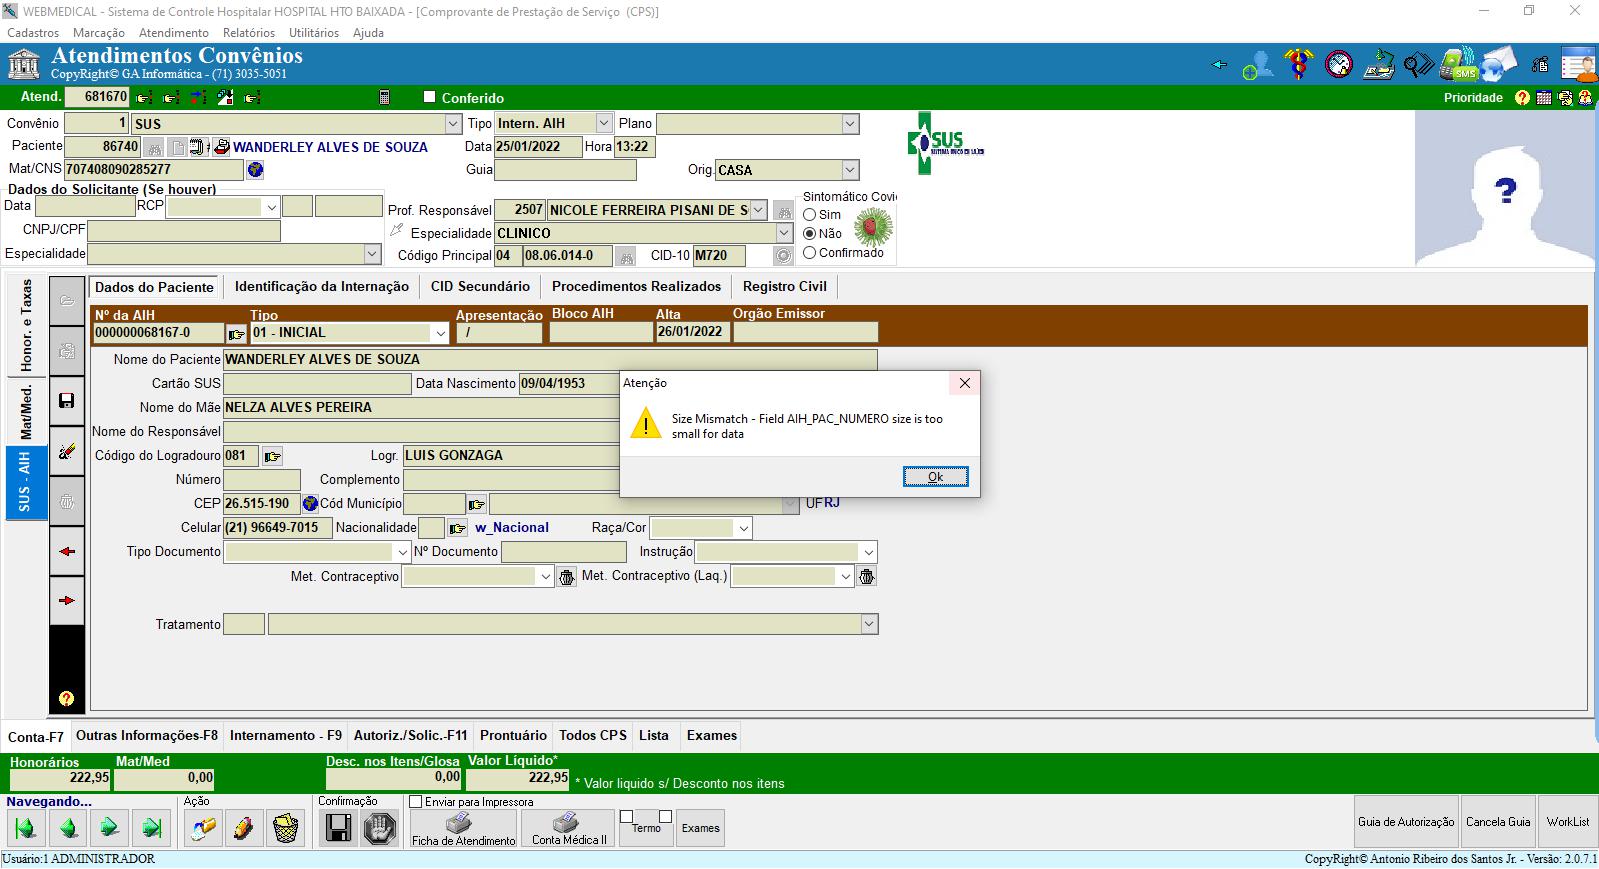 WEBMEDICAL - Sistema de Controle Hospitalar HOSPITAL HTO BAIXADA - [Comprovante de Prestação de Serviço (CPS)]
Cadastros Marcação Atendimento Relatórios Utilitários Ajuda
Atendimentos Convênios
CopyRight© GA Informática - (71) 3035-5051
SMS
Atend. 681670 Conferido Prioridade
Convênio 1 SUS Tipo Intern. AIH Plano
Paciente 86740 WANDERLEY ALVES DE SOUZA Data 25/01/2022 Hora 13:22
SUS
Mat/CNS 707408090285277 Guia Orig. CASA
Dados do Solicitante (Se houver)
Data RCP
CNPJ/CPF
Especialidade
Prof. Responsável 2507 NICOLE FERREIRA PISANI DE S
Especialidade CLINICO
Código Principal 04 08.06.014-0 CID-10 M720
Sintomático Covi
Sim
Não
Confirmado
Honor. e Taxas
Mat/Med.
SUS - AIH
Dados do Paciente Identificação da Internação CID Secundário Procedimentos Realizados Registro Civil
Nº da AIH Tipo Apresentação Bloco AIH Alta Orgão Emissor
000000068167-0 01 - INICIAL / 26/01/2022
Nome do Paciente WANDERLEY ALVES DE SOUZA
Cartão SUS Data Nascimento 09/04/1953
Nome do Mãe NELZA ALVES PEREIRA
Nome do Responsável
Código do Logradouro 081 Logr. LUIS GONZAGA
Número Complemento
CEP 26.515-190 Cód Município UF RJ
Celular (21) 96649-7015 Nacionalidade w_Nacional Raça/Cor
Tipo Documento Nº Documento Instrução
Met. Contraceptivo Met. Contraceptivo (Laq.)
Tratamento
Atenção
Size Mismatch - Field AIH_PAC_NUMERO size is too
small for data
Ok
Conta-F7 Outras Informações-F8 Internamento - F9 Autoriz./Solic.-F11 Prontuário Todos CPS Lista Exames
Honorários Mat/Med Desc. nos Itens/Glosa Valor Líquido*
222,95 0,00 0,00 222,95 * Valor liquido s/ Desconto nos itens
Navegando... Ação Confirmação Enviar para Impressora
Ficha de Atendimento Conta Médica II Termo Exames Guia de Autorização Cancela Guia WorkList
Usuário:1 ADMINISTRADOR CopyRight© Antonio Ribeiro dos Santos Jr. - Versão: 2.0.7.1